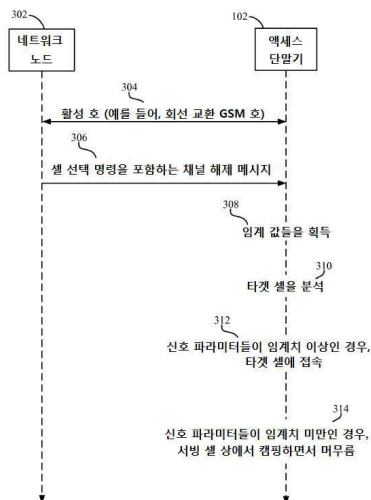 302
네트워크
노드
102
액세스
단말기
304
활성 호 (예를 들어, 회선 교환 GSM 호)
306
셀 선택 명령을 포함하는 채널 해제 메시지
308
임계 값들을 획득
310
타겟 셀을 분석
312
신호 파라미터들이 임계치 이상인 경우,
타겟 셀에 접속
314
신호 파라미터들이 임계치 미만인 경우,
서빙 셀 상에서 캠핑하면서 머무름